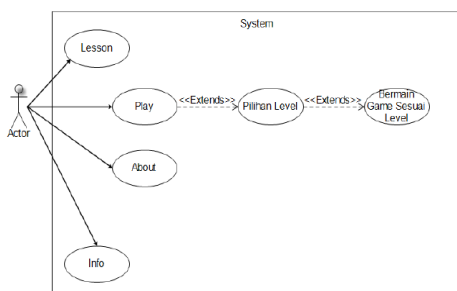 System
Lesson
Actor
Play
<<Extends>>
Pilihan Level
<<Extends>>
Bermain
Game Sesuai
Level
About
Info